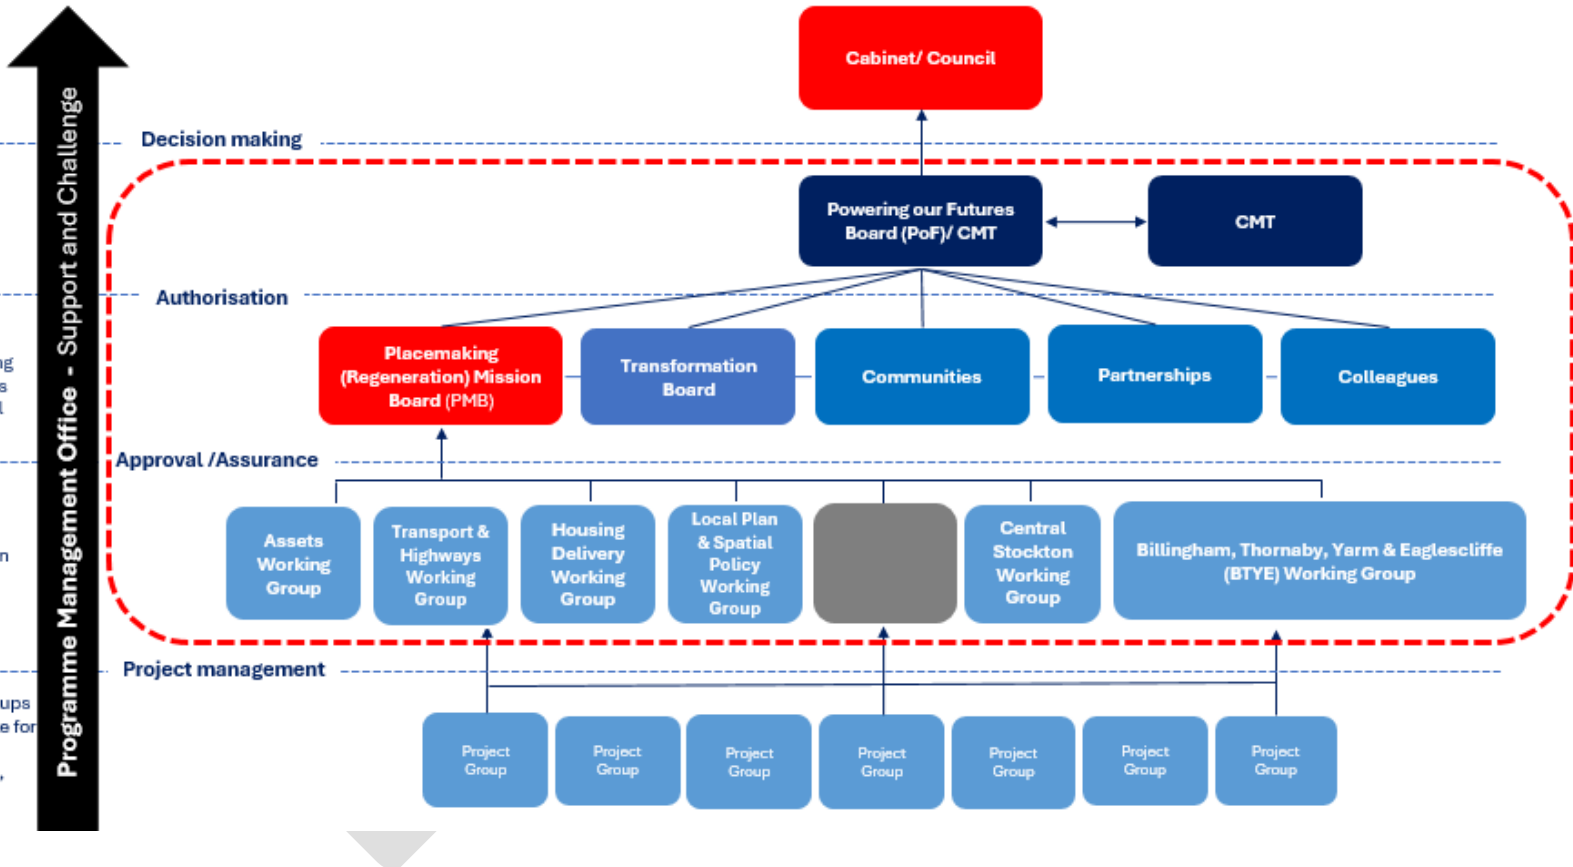 Cabinet/ Council
Decision making
Powering our Futures
Board (PoF)/ CMT
CMT
Authorisation
Placemaking
(Regeneration) Mission
Board (PMB)
Transformation
Board
Communities
Partnerships
Colleagues
Approval /Assurance
Assets
Working
Group
Transport &
Highways
Working
Group
Housing
Delivery
Working
Group
Local Plan
& Spatial
Policy
Working
Group
Central
Stockton
Working
Group
Billingham, Thornaby, Yarm & Eaglescliffe
(BTYE) Working Group
Project management
Project
Group
Project
Group
Project
Group
Project
Group
Project
Group
Project
Group
Project
Group
Programme Management Office - Support and Challenge
ups
e for